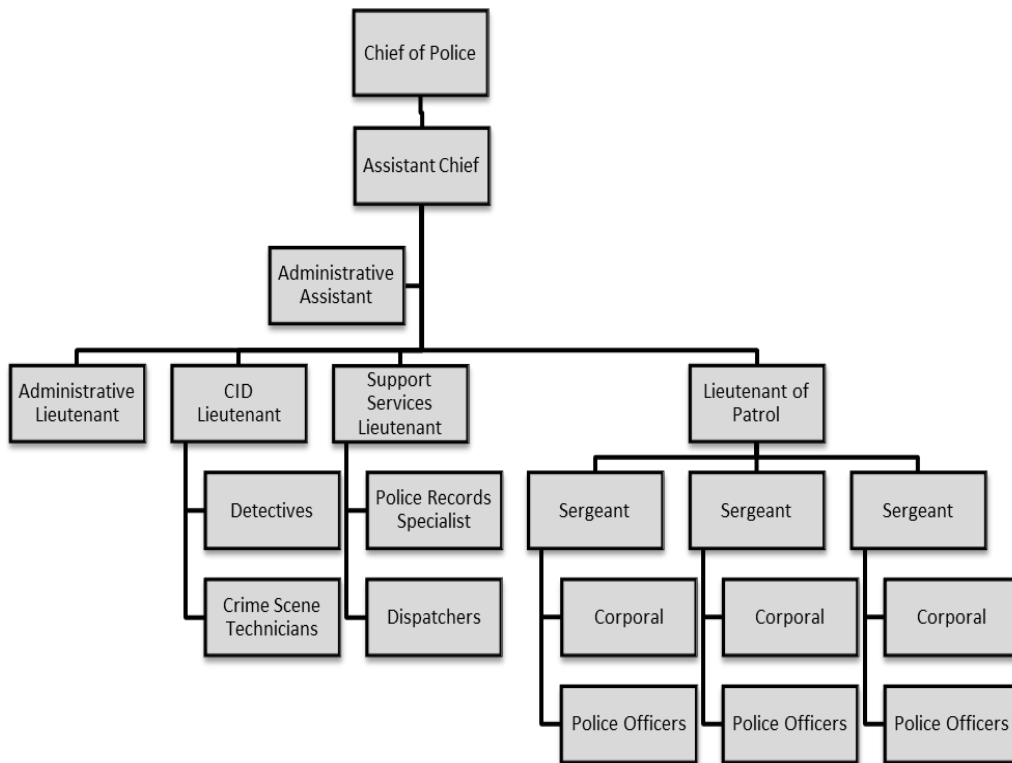 Chief of Police
Assistant Chief
Administrative
Assistant
Administrative
Lieutenant
CID
Lieutenant
Support
Services
Lieutenant
Lieutenant of
Patrol
Detectives
Police Records
Specialist
Sergeant
Sergeant
Sergeant
Crime Scene
Technicians
Dispatchers
Corporal
Corporal
Corporal
Police Officers
Police Officers
Police Officers